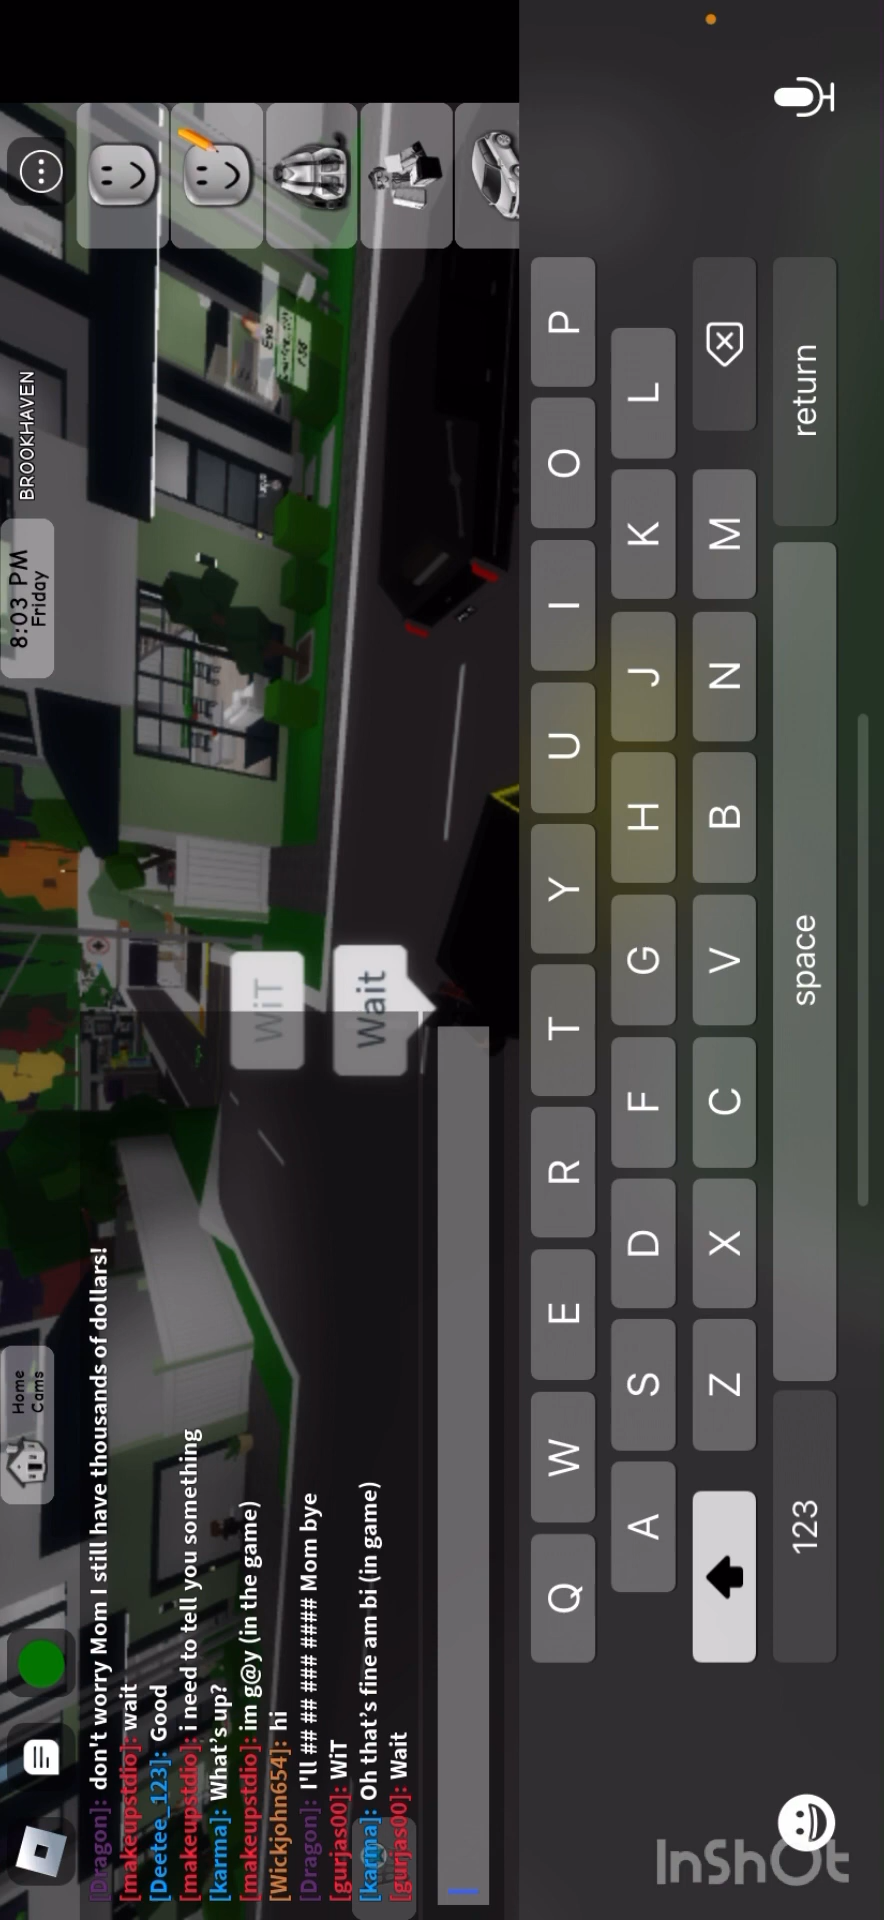 8:03 PM
Friday
BROOKHAVEN
Home
Cams
[Dragon]: don't worry Mom I still have thousands of dollars!
[makeupstdio]: wait
[Deetee_123]: Good
[makeupstdio]: i need to tell you something
[karma]: What's up?
[makeupstdio]: im g@y (in the game)
[Wickjohn654]: hi
[Dragon]: I'll ## ## ### #### Mom bye
[gurjas00]: WiT
[karma]: Oh that's fine am bi (in game)
[gurjas00]: Wait
WiT
Wait
Q W E R T Y U I O P
A S D F G H J K L
Z X C V B N M
123 space return
InShOt